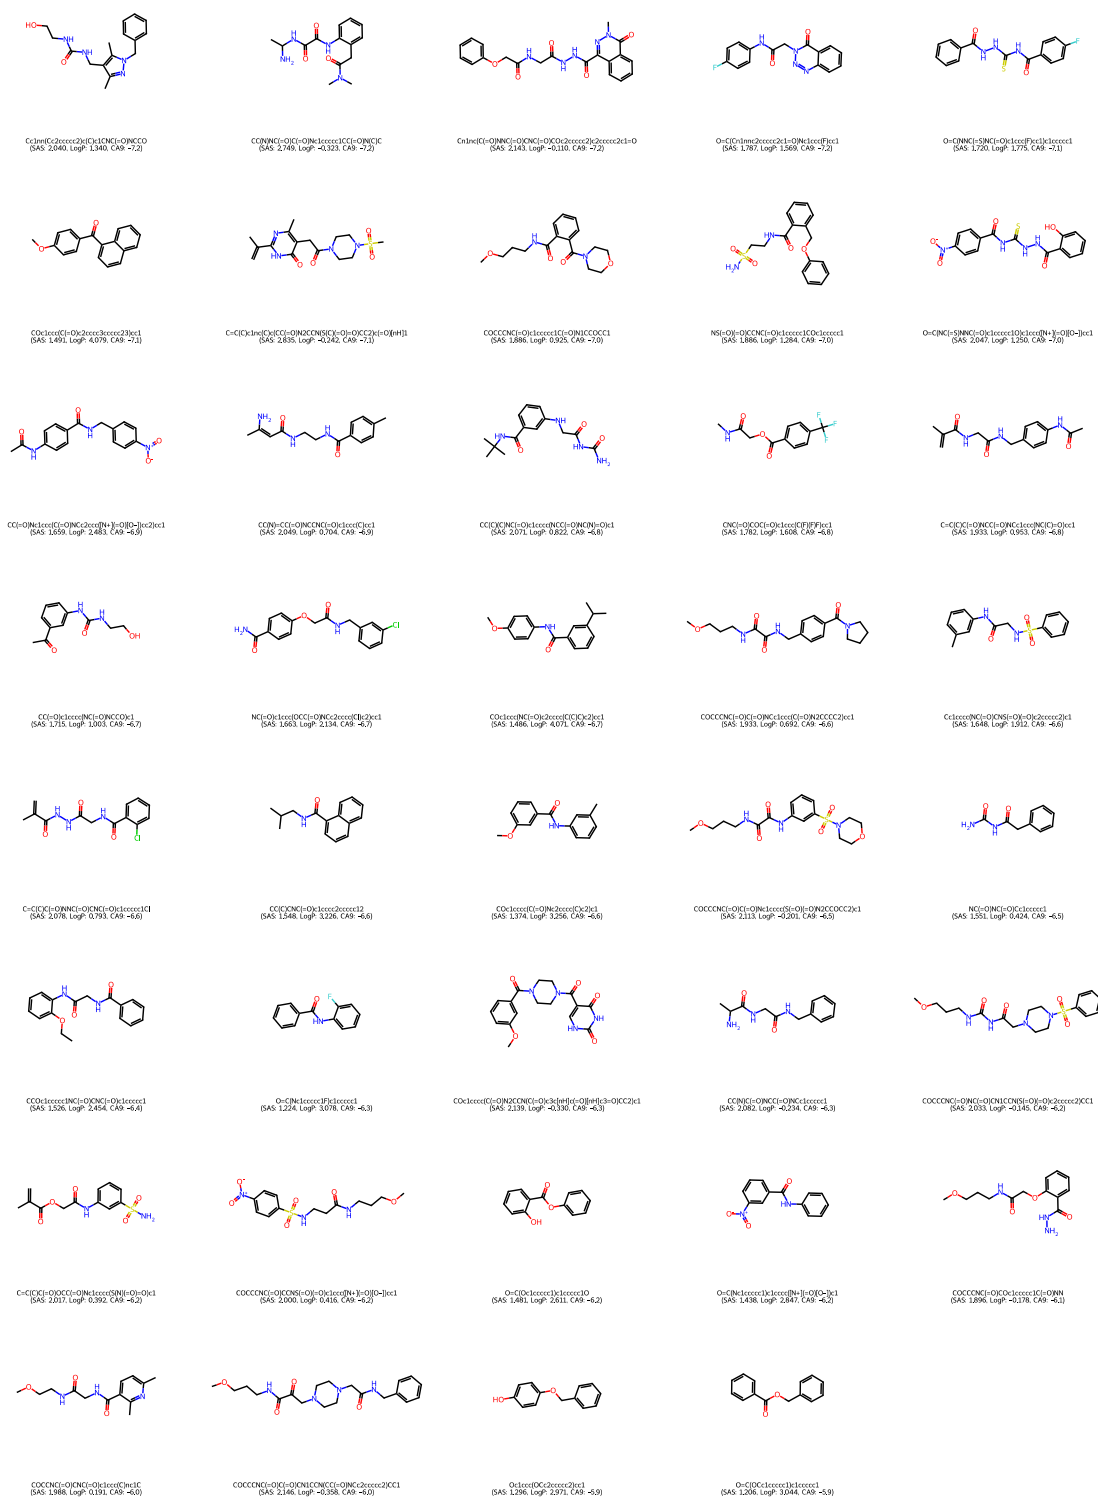 Cc1nn(Cc2ccccc2)c(C)c1CNC(=O)NCCO
(SAS: 2,040, LogP: 1,340, CA9: -7,2)
CC(N)NC(=O)C(=O)Nc1ccccc1CC(=O)N(C)C
(SAS: 2,749, LogP: -0,323, CA9: -7,2)
Cn1nc(C(=O)NNC(=O)CNC(=O)COc2ccccc2)c2ccccc2c1=O
(SAS: 2,143, LogP: -0,110, CA9: -7,2)
O=C(Cn1nnc2ccccc2c1=O)Nc1ccc(F)cc1
(SAS: 1,787, LogP: 1,569, CA9: -7,2)
O=C(NNC(=S)NC(=O)c1ccc(F)cc1)c1ccccc1
(SAS: 1,720, LogP: 1,775, CA9: -7,1)
COc1ccc(C(=O)c2cccc3ccccc23)cc1
(SAS: 1,491, LogP: 4,079, CA9: -7,1)
C=C(C)c1nc(C)c(CC(=O)N2CCN(S(C)(=O)=O)CC2)c(=O)[nH]1
(SAS: 2,835, LogP: -0,242, CA9: -7,1)
COCCCNC(=O)c1ccccc1C(=O)N1CCOCC1
(SAS: 1,886, LogP: 0,925, CA9: -7,0)
NS(=O)(=O)CCNC(=O)c1ccccc1COc1ccccc1
(SAS: 1,886, LogP: 1,284, CA9: -7,0)
O=C(NC(=S)NNC(=O)c1ccccc1O)c1ccc([N+](=O)[O-])cc1
(SAS: 2,047, LogP: 1,250, CA9: -7,0)
CC(=O)Nc1ccc(C(=O)NCc2ccc([N+](=O)[O-])cc2)cc1
(SAS: 1,659, LogP: 2,483, CA9: -6,9)
CC(N)=CC(=O)NCCNC(=O)c1ccc(C)cc1
(SAS: 2,049, LogP: 0,704, CA9: -6,9)
CC(C)(C)NC(=O)c1cccc(NCC(=O)NC(N)=O)c1
(SAS: 2,071, LogP: 0,822, CA9: -6,8)
CNC(=O)COC(=O)c1ccc(C(F)(F)F)cc1
(SAS: 1,782, LogP: 1,608, CA9: -6,8)
C=C(C)C(=O)NCC(=O)NCc1ccc(NC(C)=O)cc1
(SAS: 1,933, LogP: 0,953, CA9: -6,8)
CC(=O)c1cccc(NC(=O)NCCO)c1
(SAS: 1,715, LogP: 1,003, CA9: -6,7)
NC(=O)c1ccc(OCC(=O)NCc2cccc(Cl)c2)cc1
(SAS: 1,663, LogP: 2,134, CA9: -6,7)
COc1ccc(NC(=O)c2cccc(C(C)C)c2)cc1
(SAS: 1,486, LogP: 4,071, CA9: -6,7)
COCCCNC(=O)C(=O)NCc1ccc(C(=O)N2CCCC2)cc1
(SAS: 1,933, LogP: 0,692, CA9: -6,6)
Cc1cccc(NC(=O)CNS(=O)(=O)c2ccccc2)c1
(SAS: 1,648, LogP: 1,912, CA9: -6,6)
C=C(C)C(=O)NNC(=O)CNC(=O)c1ccccc1Cl
(SAS: 2,078, LogP: 0,793, CA9: -6,6)
CC(C)CNC(=O)c1cccc2ccccc12
(SAS: 1,548, LogP: 3,226, CA9: -6,6)
COc1cccc(C(=O)Nc2cccc(C)c2)c1
(SAS: 1,374, LogP: 3,256, CA9: -6,6)
COCCCNC(=O)C(=O)Nc1cccc(S(=O)(=O)N2CCOCC2)c1
(SAS: 2,113, LogP: -0,201, CA9: -6,5)
NC(=O)NC(=O)Cc1ccccc1
(SAS: 1,551, LogP: 0,424, CA9: -6,5)
CCOc1ccccc1NC(=O)CNC(=O)c1ccccc1
(SAS: 1,526, LogP: 2,454, CA9: -6,4)
O=C(Nc1ccccc1F)c1ccccc1
(SAS: 1,224, LogP: 3,078, CA9: -6,3)
COc1cccc(C(=O)N2CCN(C(=O)c3c[nH]c(=O)[nH]c3=O)CC2)c1
(SAS: 2,139, LogP: -0,330, CA9: -6,3)
CC(N)C(=O)NCC(=O)NCc1ccccc1
(SAS: 2,082, LogP: -0,234, CA9: -6,3)
COCCCNC(=O)NC(=O)CN1CCN(S(=O)(=O)c2ccccc2)CC1
(SAS: 2,033, LogP: -0,145, CA9: -6,2)
C=C(C)C(=O)OCC(=O)Nc1cccc(S(N)(=O)=O)c1
(SAS: 2,017, LogP: 0,392, CA9: -6,2)
COCCCNC(=O)CCNS(=O)(=O)c1ccc([N+](=O)[O-])cc1
(SAS: 2,000, LogP: 0,416, CA9: -6,2)
O=C(Oc1ccccc1)c1ccccc1O
(SAS: 1,481, LogP: 2,611, CA9: -6,2)
O=C(Nc1ccccc1)c1cccc([N+](=O)[O-])c1
(SAS: 1,438, LogP: 2,847, CA9: -6,2)
COCCCNC(=O)COc1ccccc1C(=O)NN
(SAS: 1,896, LogP: -0,178, CA9: -6,1)
COCCNC(=O)CNC(=O)c1ccc(C)nc1C
(SAS: 1,988, LogP: 0,191, CA9: -6,0)
COCCCNC(=O)C(=O)CN1CCN(CC(=O)NCc2ccccc2)CC1
(SAS: 2,146, LogP: -0,358, CA9: -6,0)
Oc1ccc(OCc2ccccc2)cc1
(SAS: 1,296, LogP: 2,971, CA9: -5,9)
O=C(OCc1ccccc1)c1ccccc1
(SAS: 1,206, LogP: 3,044, CA9: -5,9)